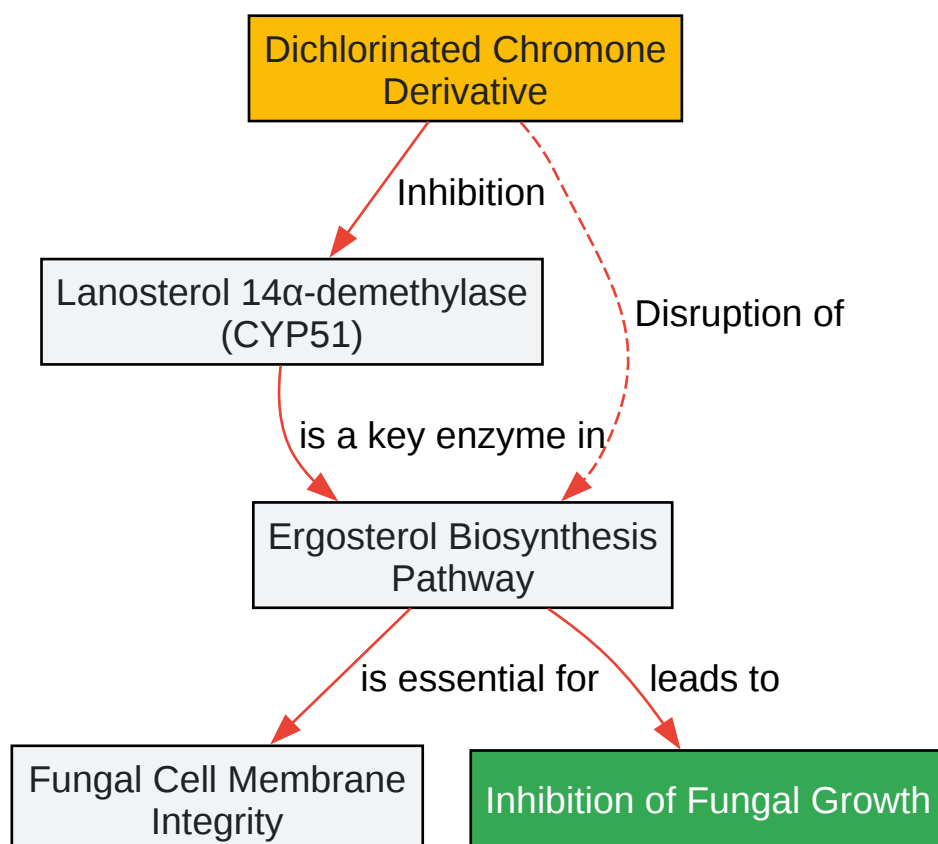 Dichlorinated Chromone
Derivative
Inhibition
Lanosterol 14α-demethylase
(CYP51)
Disruption of
is a key enzyme in
Ergosterol Biosynthesis
Pathway
is essential for
leads to
Fungal Cell Membrane
Integrity
Inhibition of Fungal Growth